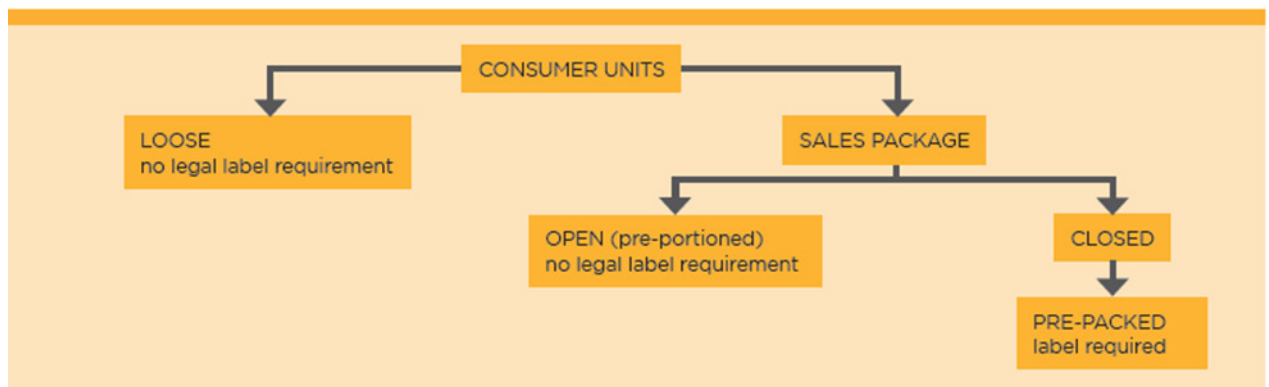 CONSUMER UNITS
LOOSE
no legal label requirement
SALES PACKAGE
OPEN (pre-portioned)
no legal label requirement
CLOSED
PRE-PACKED
label required